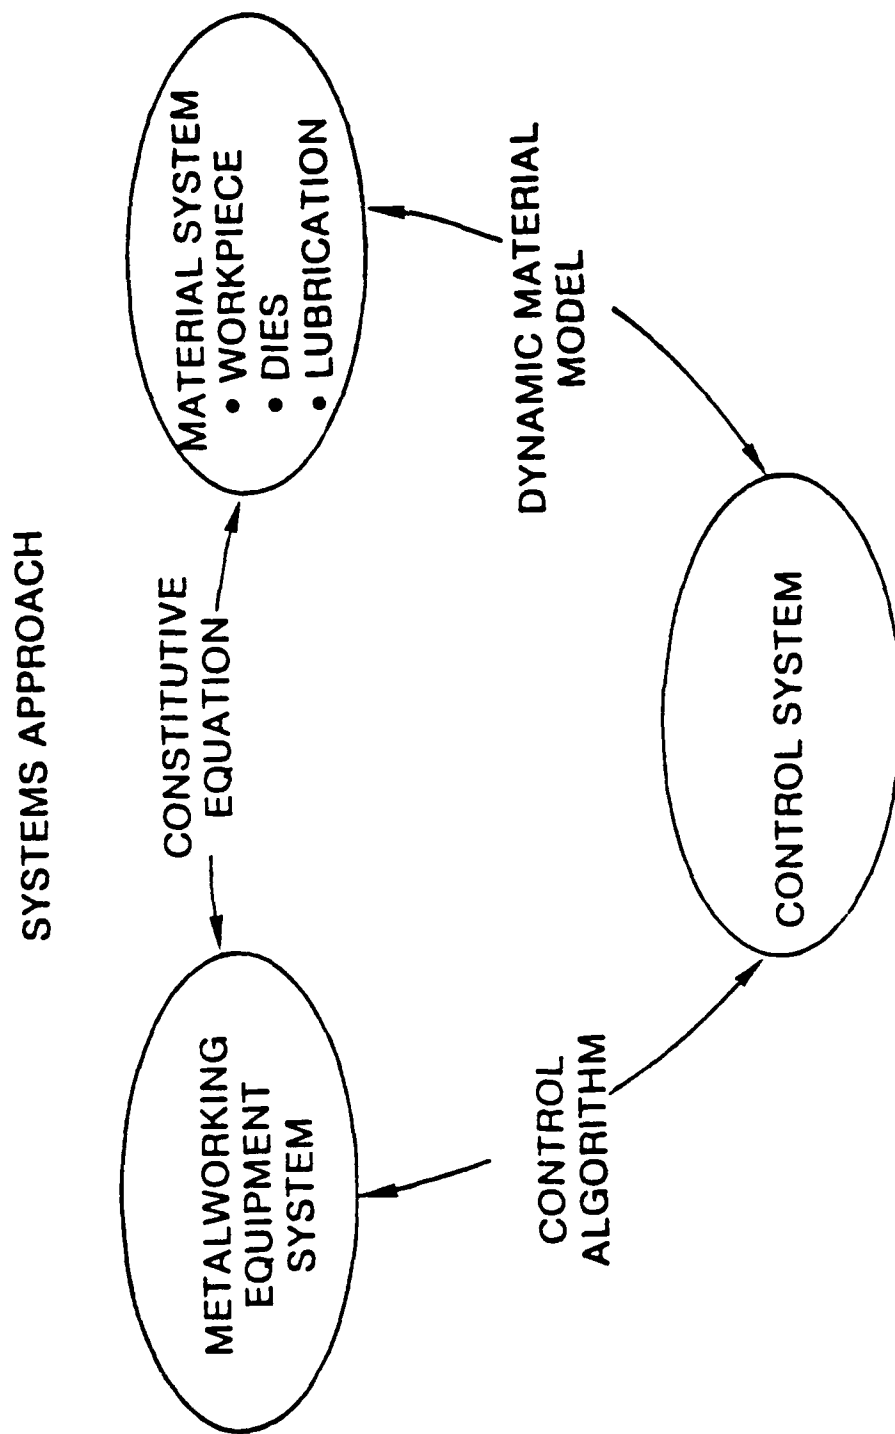 SYSTEMS APPROACH
METALWORKING
EQUIPMENT
SYSTEM
CONSTITUTIVE
EQUATION
MATERIAL SYSTEM
• WORKPIECE
• DIES
• LUBRICATION
CONTROL
ALGORITHM
DYNAMIC MATERIAL
MODEL
CONTROL SYSTEM